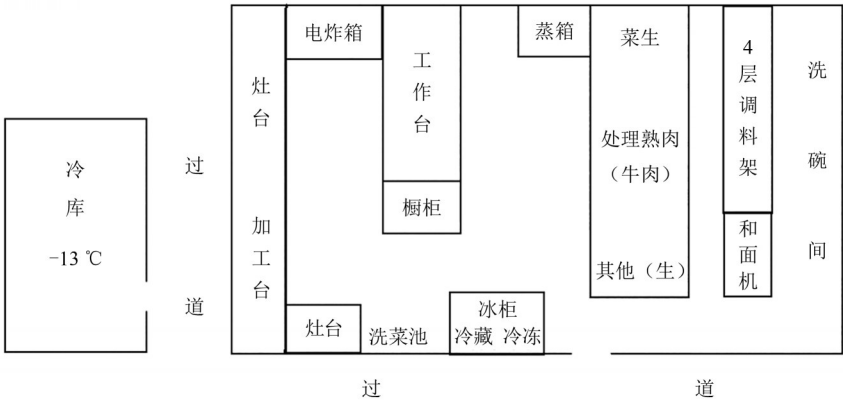 冷库
-13 ℃
过道
灶台
加工台
电炸箱
工作台
橱柜
灶台
洗菜池
冰柜
冷藏 冷冻
蒸箱
菜生
处理熟肉
（牛肉）
其他（生）
4层调料架
和面机
洗碗间
过道